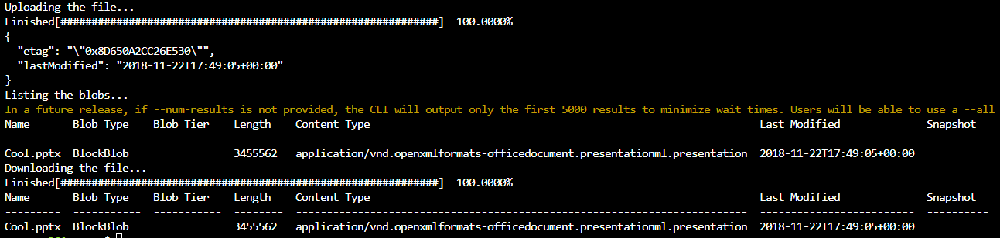 Uploading the file...
Finished[#############################################################]  100.0000%
{
  "etag": "\"0x8D650A2CC26E530\"",
  "lastModified": "2018-11-22T17:49:05+00:00"
}
Listing the blobs...
In a future release, if --num-results is not provided, the CLI will output only the first 5000 results to minimize wait times. Users will be able to use a --all
Name       Blob Type    Blob Tier    Length    Content Type                                                               Last Modified              Snapshot
---------  -----------  -----------  --------  -------------------------------------------------------------------------  -------------------------  ----------
Cool.pptx  BlockBlob                 3455562   application/vnd.openxmlformats-officedocument.presentationml.presentation  2018-11-22T17:49:05+00:00
Downloading the file...
Finished[#############################################################]  100.0000%
Name       Blob Type    Blob Tier    Length    Content Type                                                               Last Modified              Snapshot
---------  -----------  -----------  --------  -------------------------------------------------------------------------  -------------------------  ----------
Cool.pptx  BlockBlob                 3455562   application/vnd.openxmlformats-officedocument.presentationml.presentation  2018-11-22T17:49:05+00:00